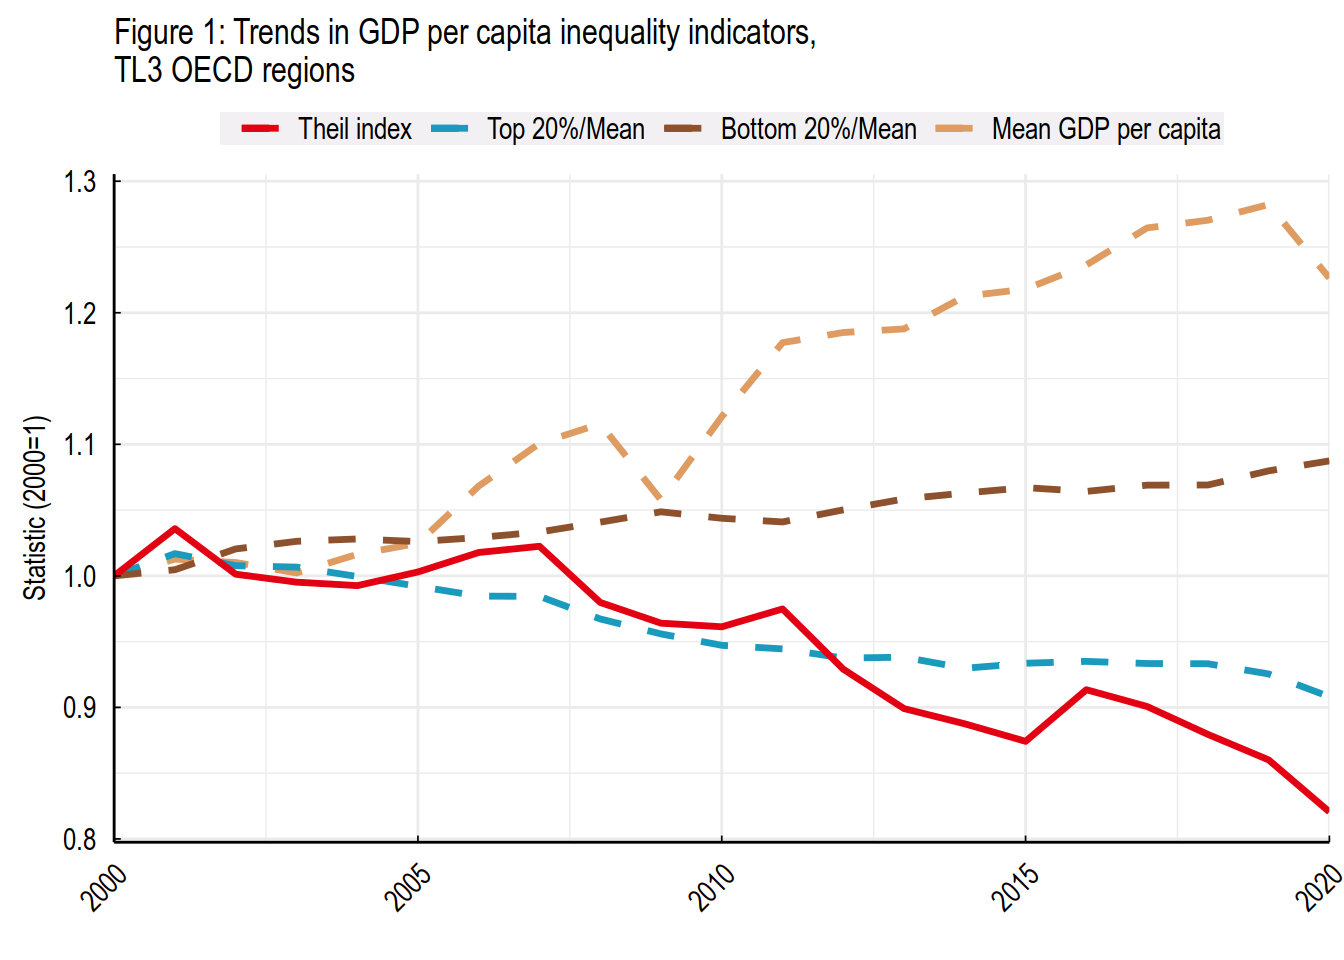 Figure 1: Trends in GDP per capita inequality indicators,
TL3 OECD regions
Theil index Top 20%/Mean Bottom 20%/Mean Mean GDP per capita
Statistic (2000=1)
1.3
1.2
1.1
1.0
0.9
0.8
2000 2005 2010 2015 2020